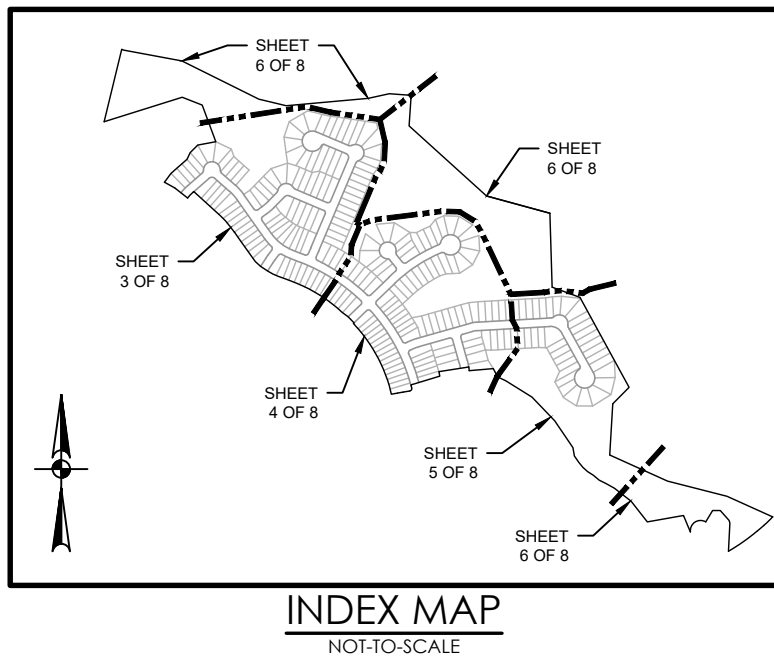 SHEET
6 OF 8
SHEET
6 OF 8
SHEET
3 OF 8
SHEET
4 OF 8
SHEET
5 OF 8
SHEET
6 OF 8
INDEX MAP
NOT-TO-SCALE